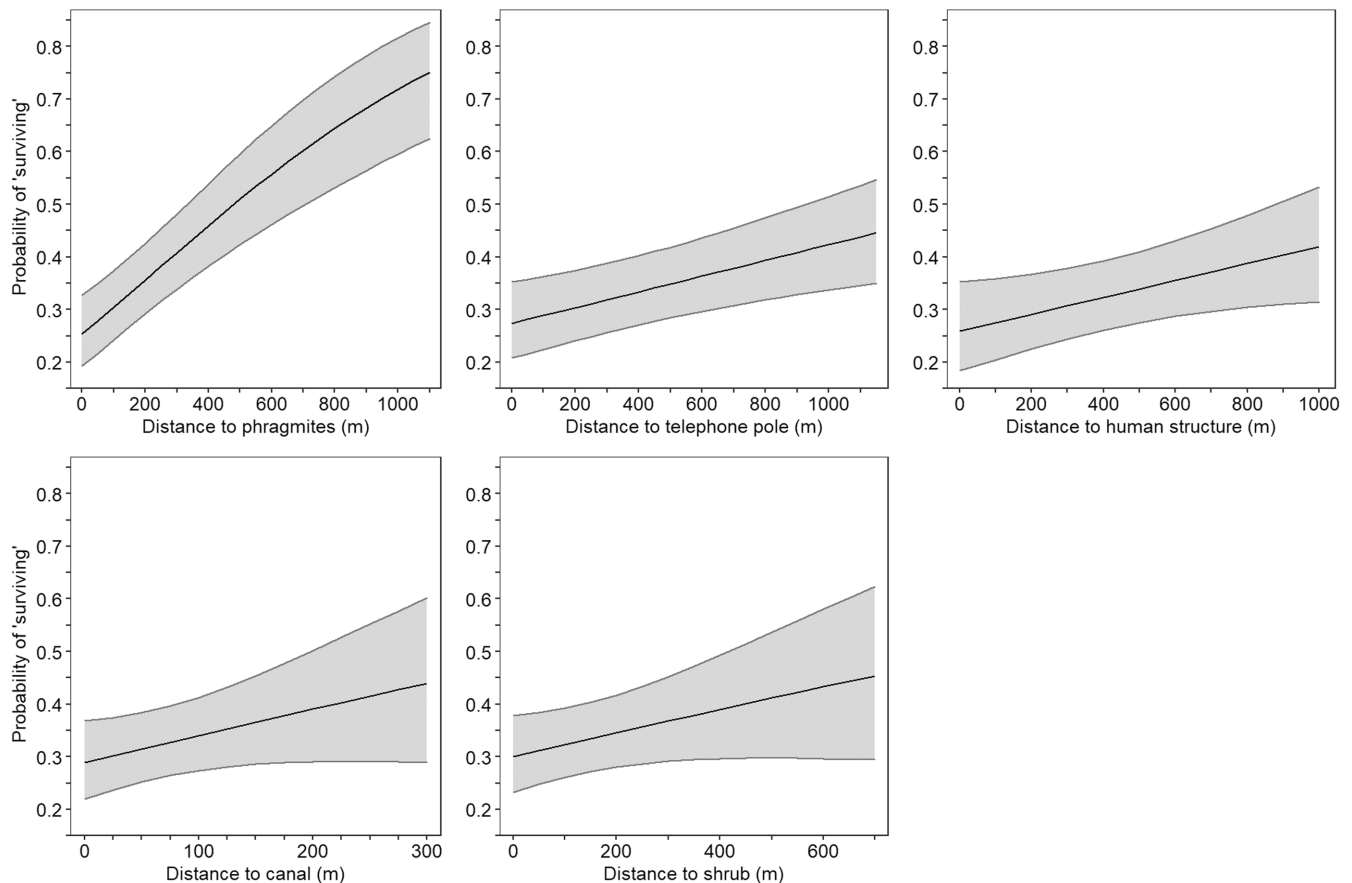 Probability of 'surviving'
0.8
0.7
0.6
0.5
0.4
0.3
0.2
0 200 400 600 800 1000
Distance to phragmites (m)
0.8
0.7
0.6
0.5
0.4
0.3
0.2
0 200 400 600 800 1000
Distance to telephone pole (m)
0.8
0.7
0.6
0.5
0.4
0.3
0.2
0 200 400 600 800 1000
Distance to human structure (m)
Probability of 'surviving'
0.8
0.7
0.6
0.5
0.4
0.3
0.2
0 100 200 300
Distance to canal (m)
0.8
0.7
0.6
0.5
0.4
0.3
0.2
0 200 400 600
Distance to shrub (m)